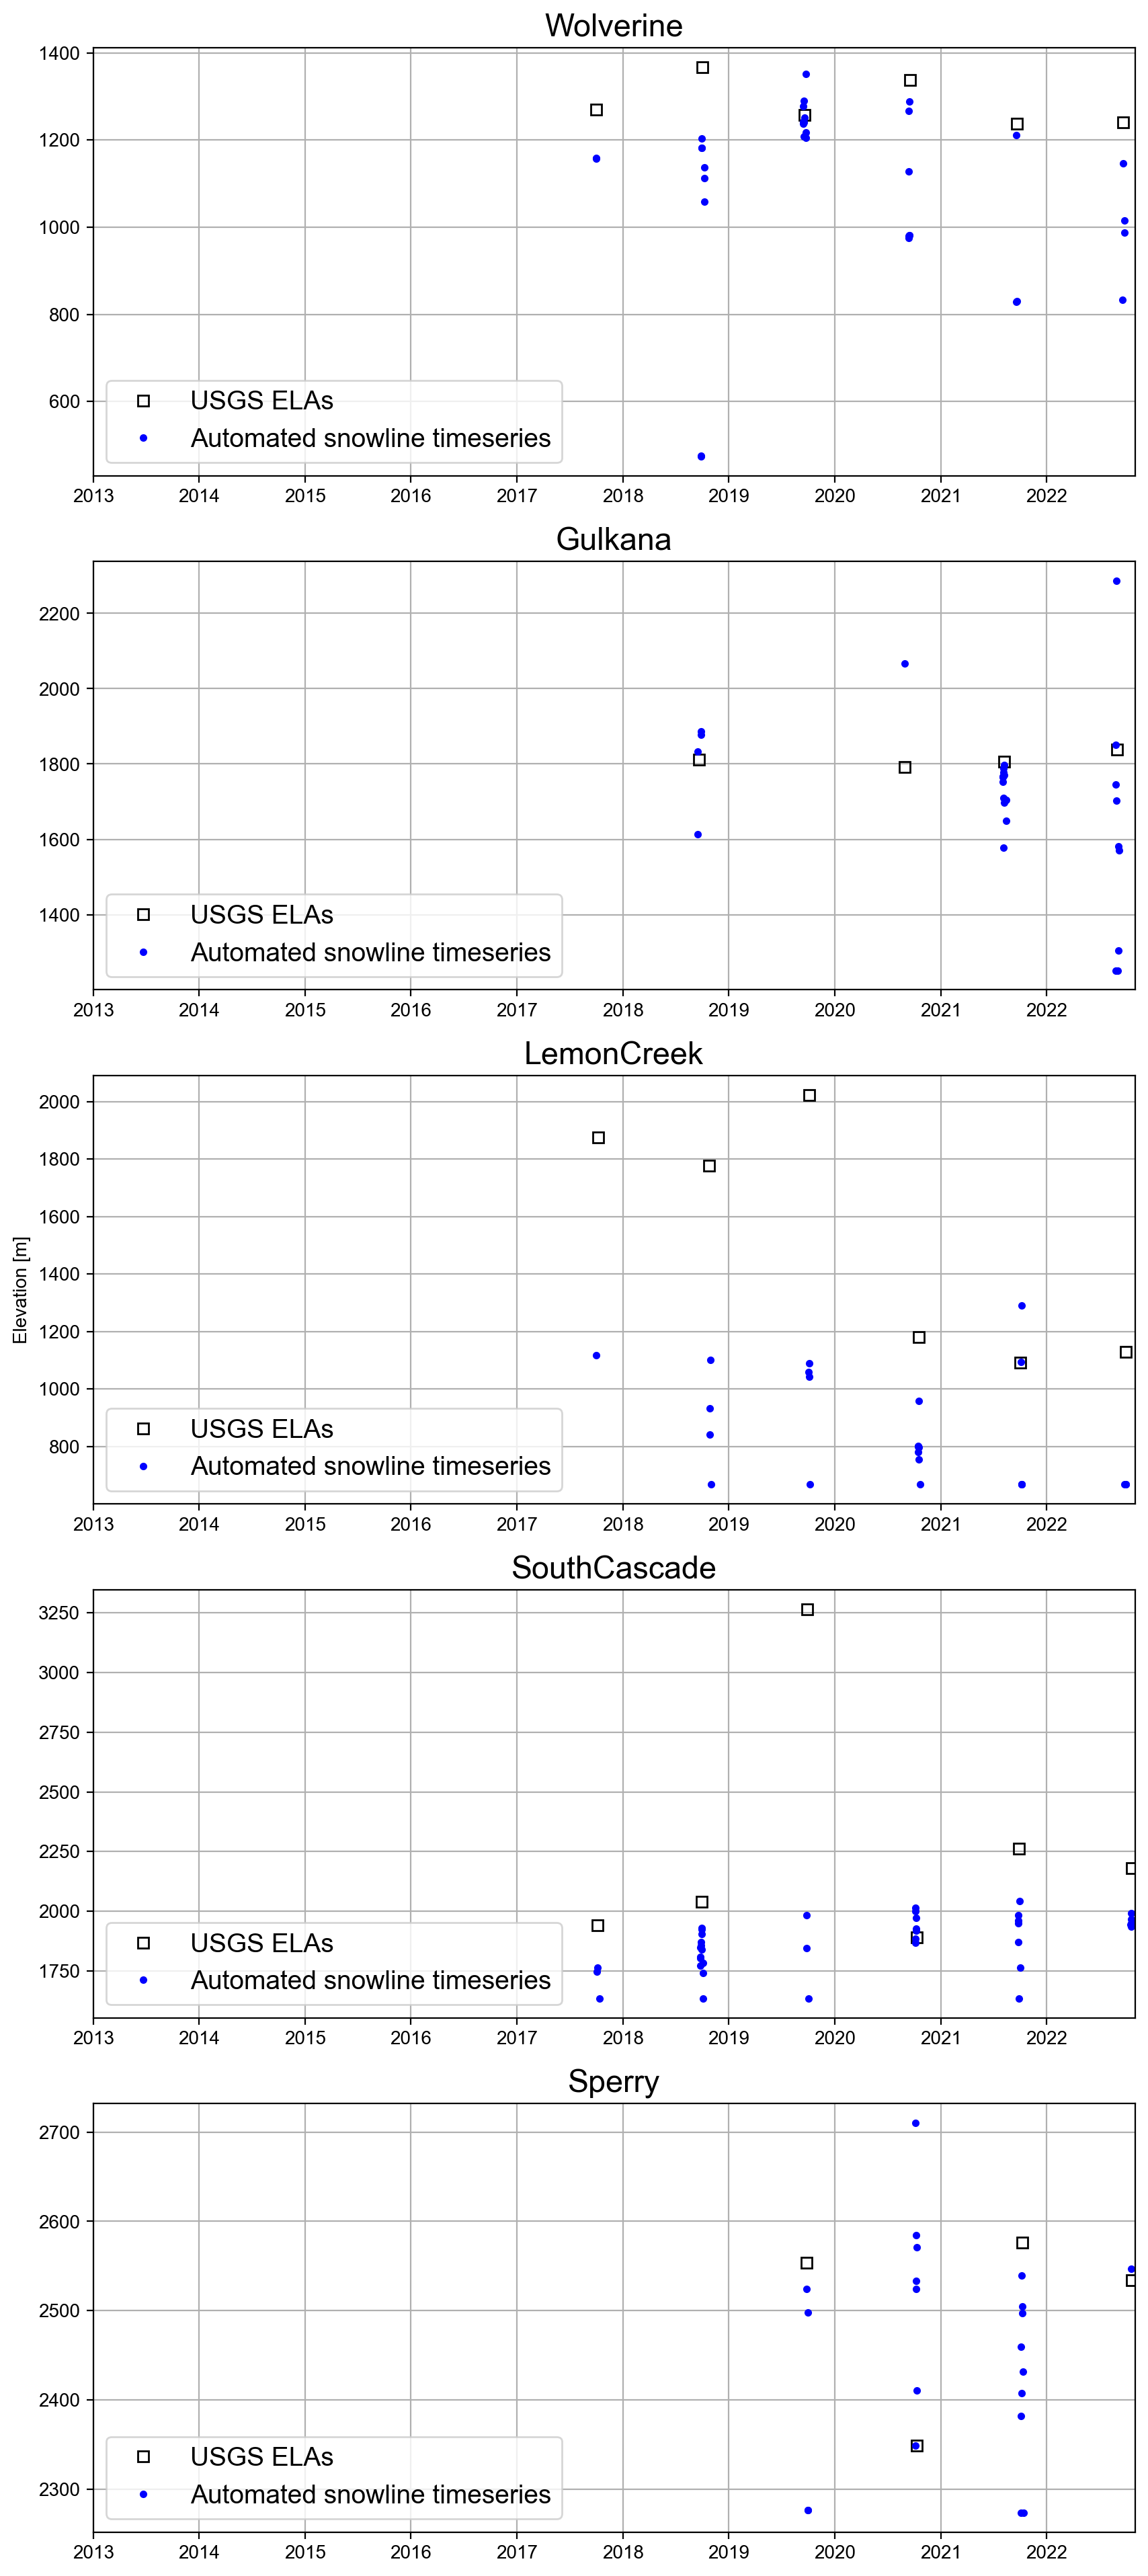 Wolverine
1400
1200
1000
800
600
USGS ELAs
Automated snowline timeseries
2013 2014 2015 2016 2017 2018 2019 2020 2021 2022
Gulkana
2200
2000
1800
1600
1400
USGS ELAs
Automated snowline timeseries
2013 2014 2015 2016 2017 2018 2019 2020 2021 2022
LemonCreek
2000
1800
1600
1400
1200
1000
800
Elevation [m]
USGS ELAs
Automated snowline timeseries
2013 2014 2015 2016 2017 2018 2019 2020 2021 2022
SouthCascade
3250
3000
2750
2500
2250
2000
1750
USGS ELAs
Automated snowline timeseries
2013 2014 2015 2016 2017 2018 2019 2020 2021 2022
Sperry
2700
2600
2500
2400
2300
USGS ELAs
Automated snowline timeseries
2013 2014 2015 2016 2017 2018 2019 2020 2021 2022